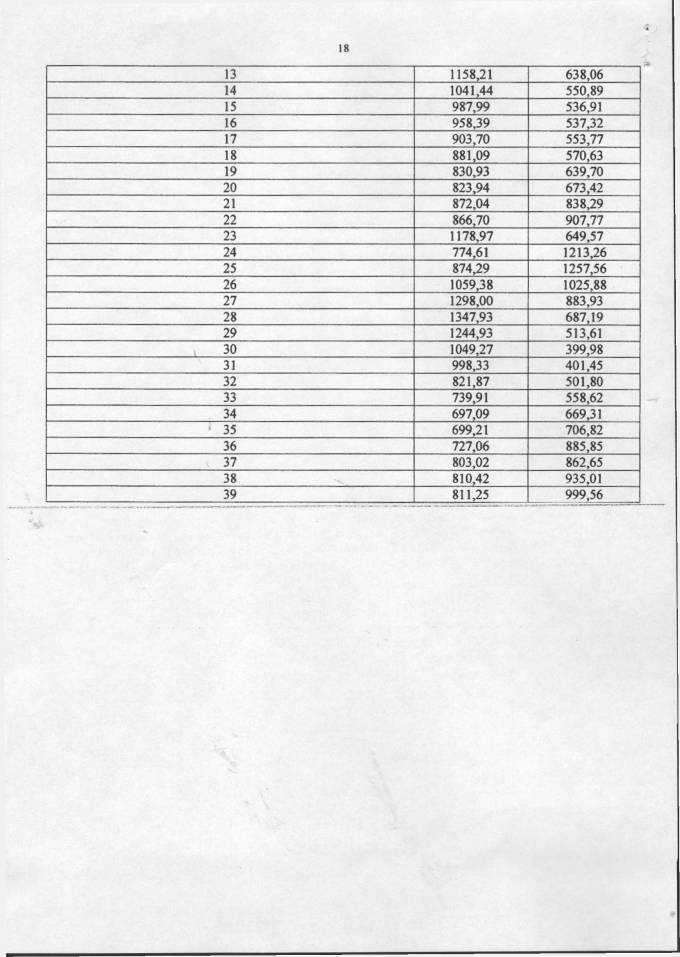 18
13 1158,21 638,06
14 1041,44 550,89
15 987,99 536,91
16 958,39 537,32
17 903,70 553,77
18 881,09 570,63
19 830,93 639,70
20 823,94 673,42
21 872,04 838,29
22 866,70 907,77
23 1178,97 649,57
24 774,61 1213,26
25 874,29 1257,56
26 1059,38 1025,88
27 1298,00 883,93
28 1347,93 687,19
29 1244,93 513,61
30 1049,27 399,98
31 998,33 401,45
32 821,87 501,80
33 739,91 558,62
34 697,09 669,31
35 699,21 706,82
36 727,06 885,85
37 803,02 862,65
38 810,42 935,01
39 811,25 999,56